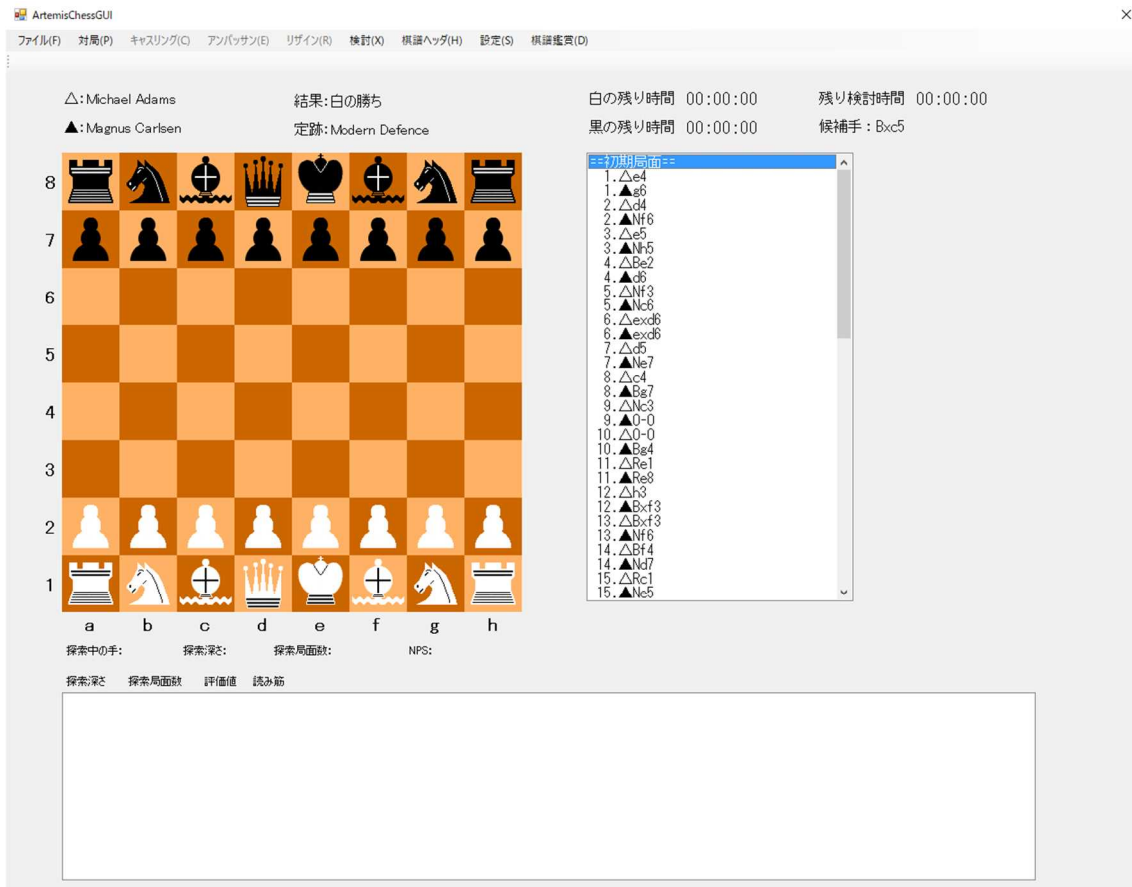 ArtemisChessGUI
ファイル(F) 対局(P) キャスリング(C) アンパッサン(E) リザイン(R) 検討(X) 棋譜ヘッダ(H) 設定(S) 棋譜鑑賞(D)
△:Michael Adams 結果:白の勝ち 白の残り時間 00:00:00 残り検討時間 00:00:00
▲:Magnus Carlsen 定跡:Modern Defence 黒の残り時間 00:00:00 候補手:Bxc5
==初期局面==
1.△e4
1.▲g6
2.△d4
2.▲Nf6
3.△e5
3.▲Nh5
4.△Be2
4.▲d6
5.△Nf3
5.▲Nc6
6.△exd6
6.▲exd6
7.△d5
7.▲Ne7
8.△c4
8.▲Bg7
9.△Nc3
9.▲O-O
10.△O-O
10.▲Bg4
11.△Re1
11.▲Re8
12.△h3
12.▲Bxf3
13.△Bxf3
13.▲Nf6
14.△Bf4
14.▲Nd7
15.△Rc1
15.▲Ne5
8
7
6
5
4
3
2
1
a b c d e f g h
探索中の手: 探索深さ: 探索局面数: NPS:
探索深さ 探索局面数 評価値 読み筋